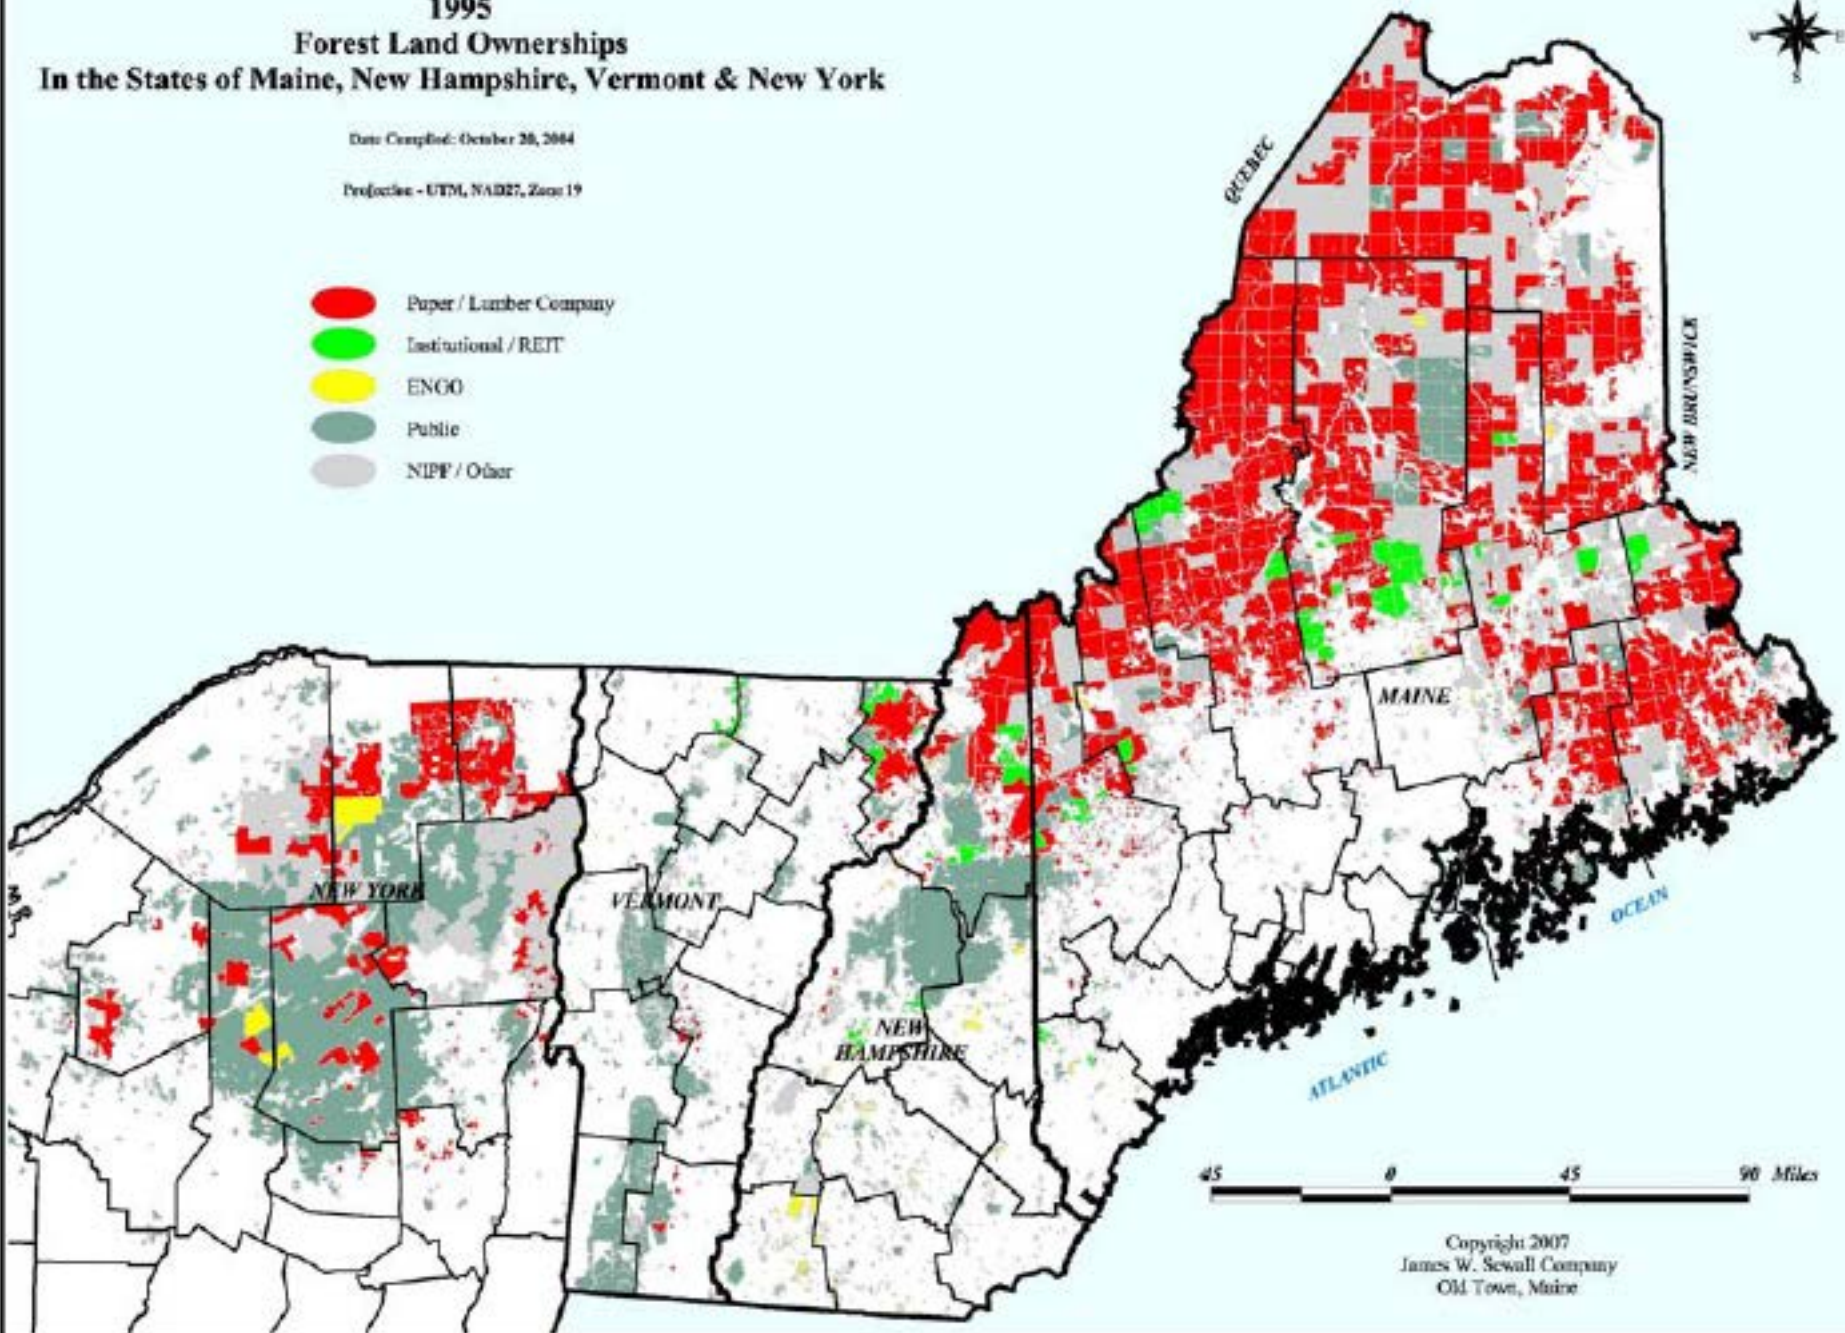 1995
Forest Land Ownerships
In the States of Maine, New Hampshire, Vermont & New York
Date Compiled: October 20, 2004
Projection - UTM, NAD27, Zone 19
Paper / Lumber Company
Institutional / REIT
ENGO
Public
NIPF / Other
QUEBEC
NEW BRUNSWICK
MAINE
NEW YORK
VERMONT
NEW
HAMPSHIRE
OCEAN
ATLANTIC
S
45 0 45 90 Miles
Copyright 2007
James W. Sewall Company
Old Town, Maine